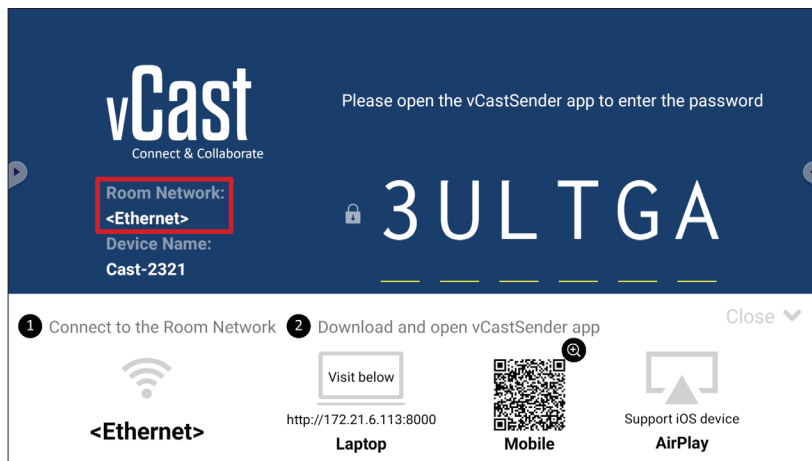 vCast
Connect & Collaborate
Please open the vCastSender app to enter the password
Room Network:
<Ethernet>
Device Name:
Cast-2321
3ULTGA
Close
1 Connect to the Room Network
2 Download and open vCastSender app
<Ethernet>
Visit below
http://172.21.6.113:8000
Laptop
Mobile
Support iOS device
AirPlay